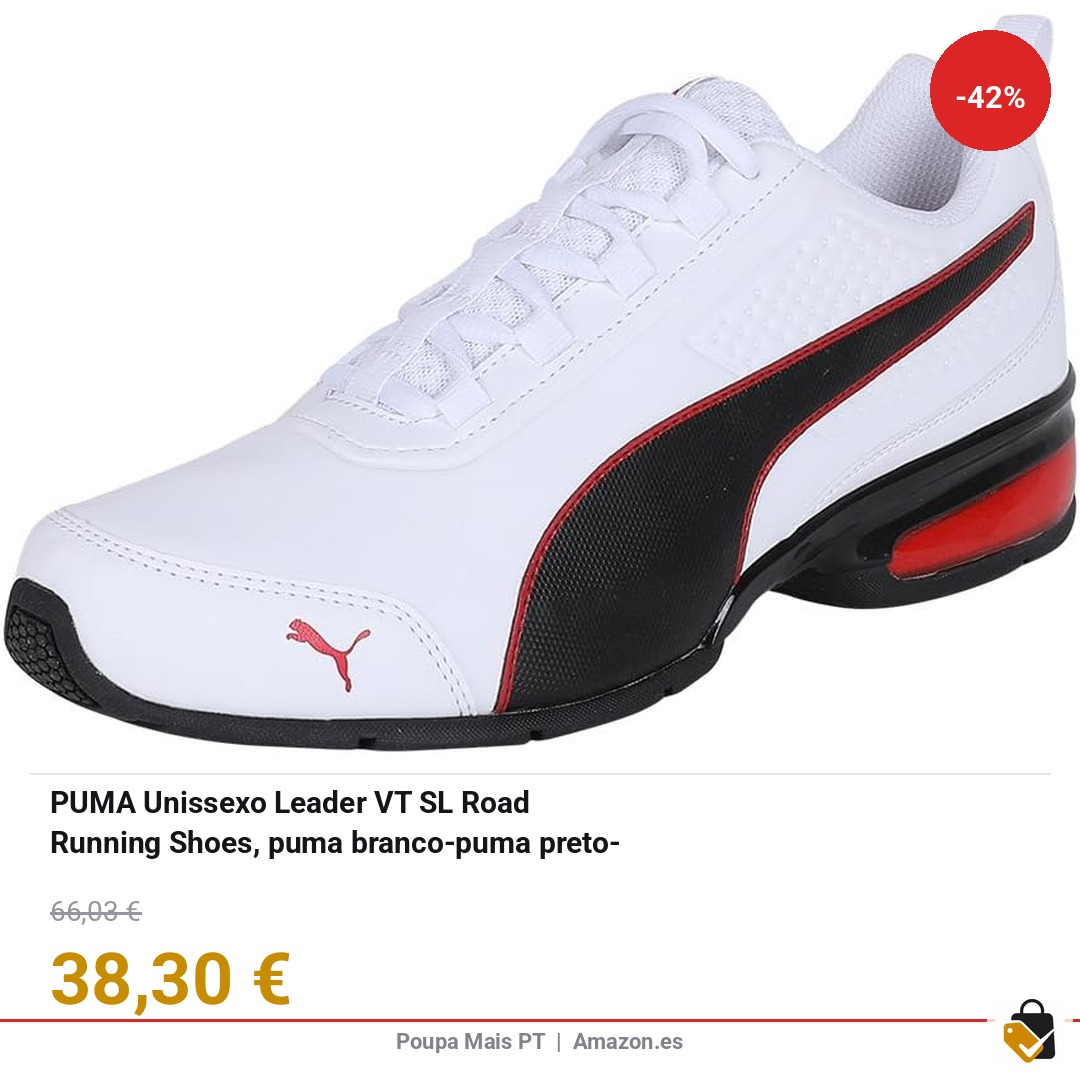 -42%
PUMA Unissexo Leader VT SL Road
Running Shoes, puma branco-puma preto-
66,03 €
38,30 €
Poupa Mais PT | Amazon.es